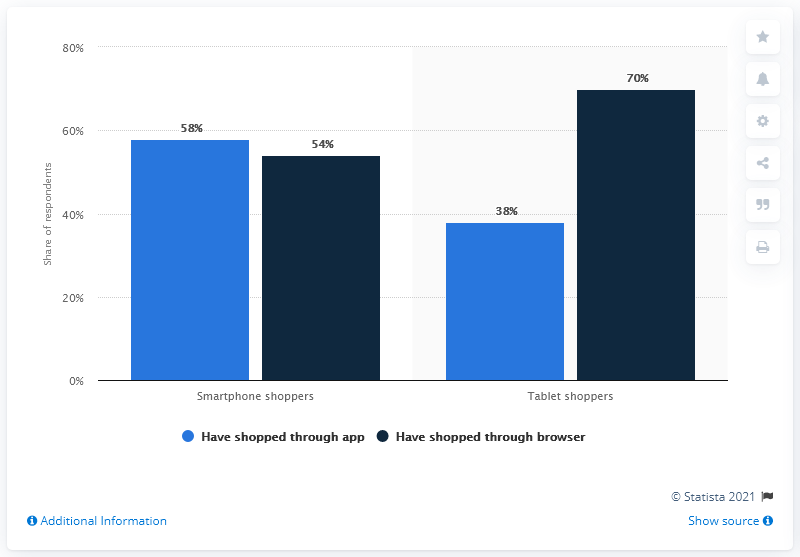 80%
60%
40%
20%
0%
Share of respondents
58%
54%
38%
70%
Smartphone shoppers
Tablet shoppers
Have shopped through app
Have shopped through browser
© Statista 2021
Additional Information
Show source